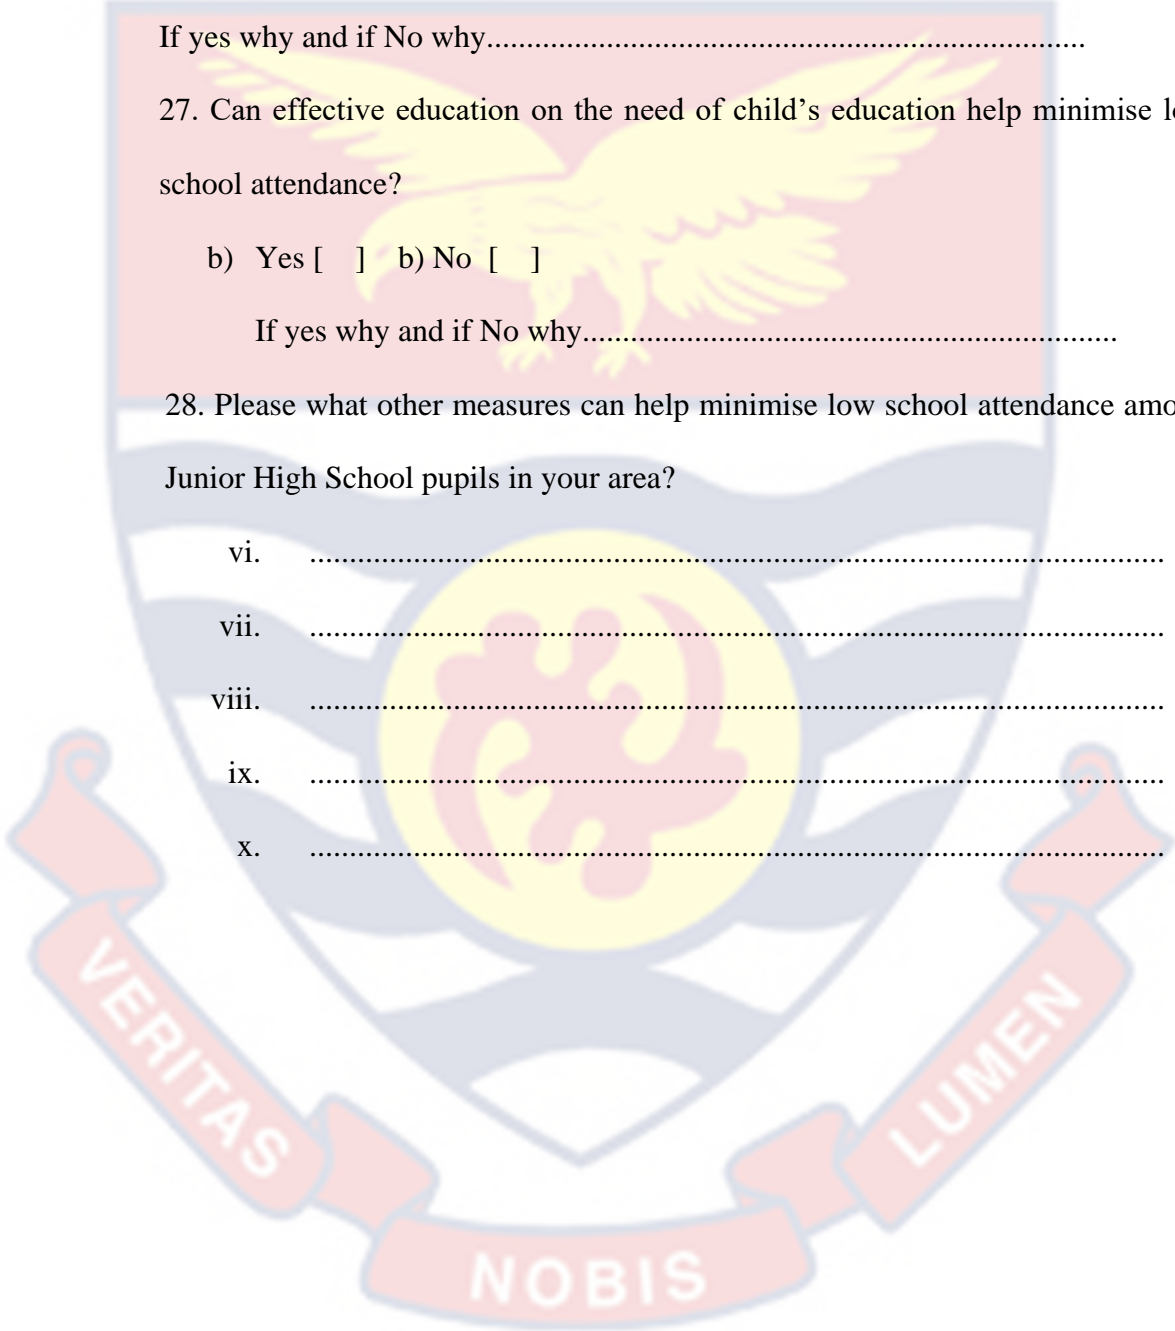 If yes why and if No why...........................................................................
27. Can effective education on the need of child’s education help minimise
school attendance?
b) Yes [ ] b) No [ ]
If yes why and if No why...................................................................
28. Please what other measures can help minimise low school attendance
Junior High School pupils in your area?
vi. ...........................................................................................................
vii. ...........................................................................................................
viii. ...........................................................................................................
ix. ...........................................................................................................
x. ...........................................................................................................
VERITAS
NOBIS
LUMEN